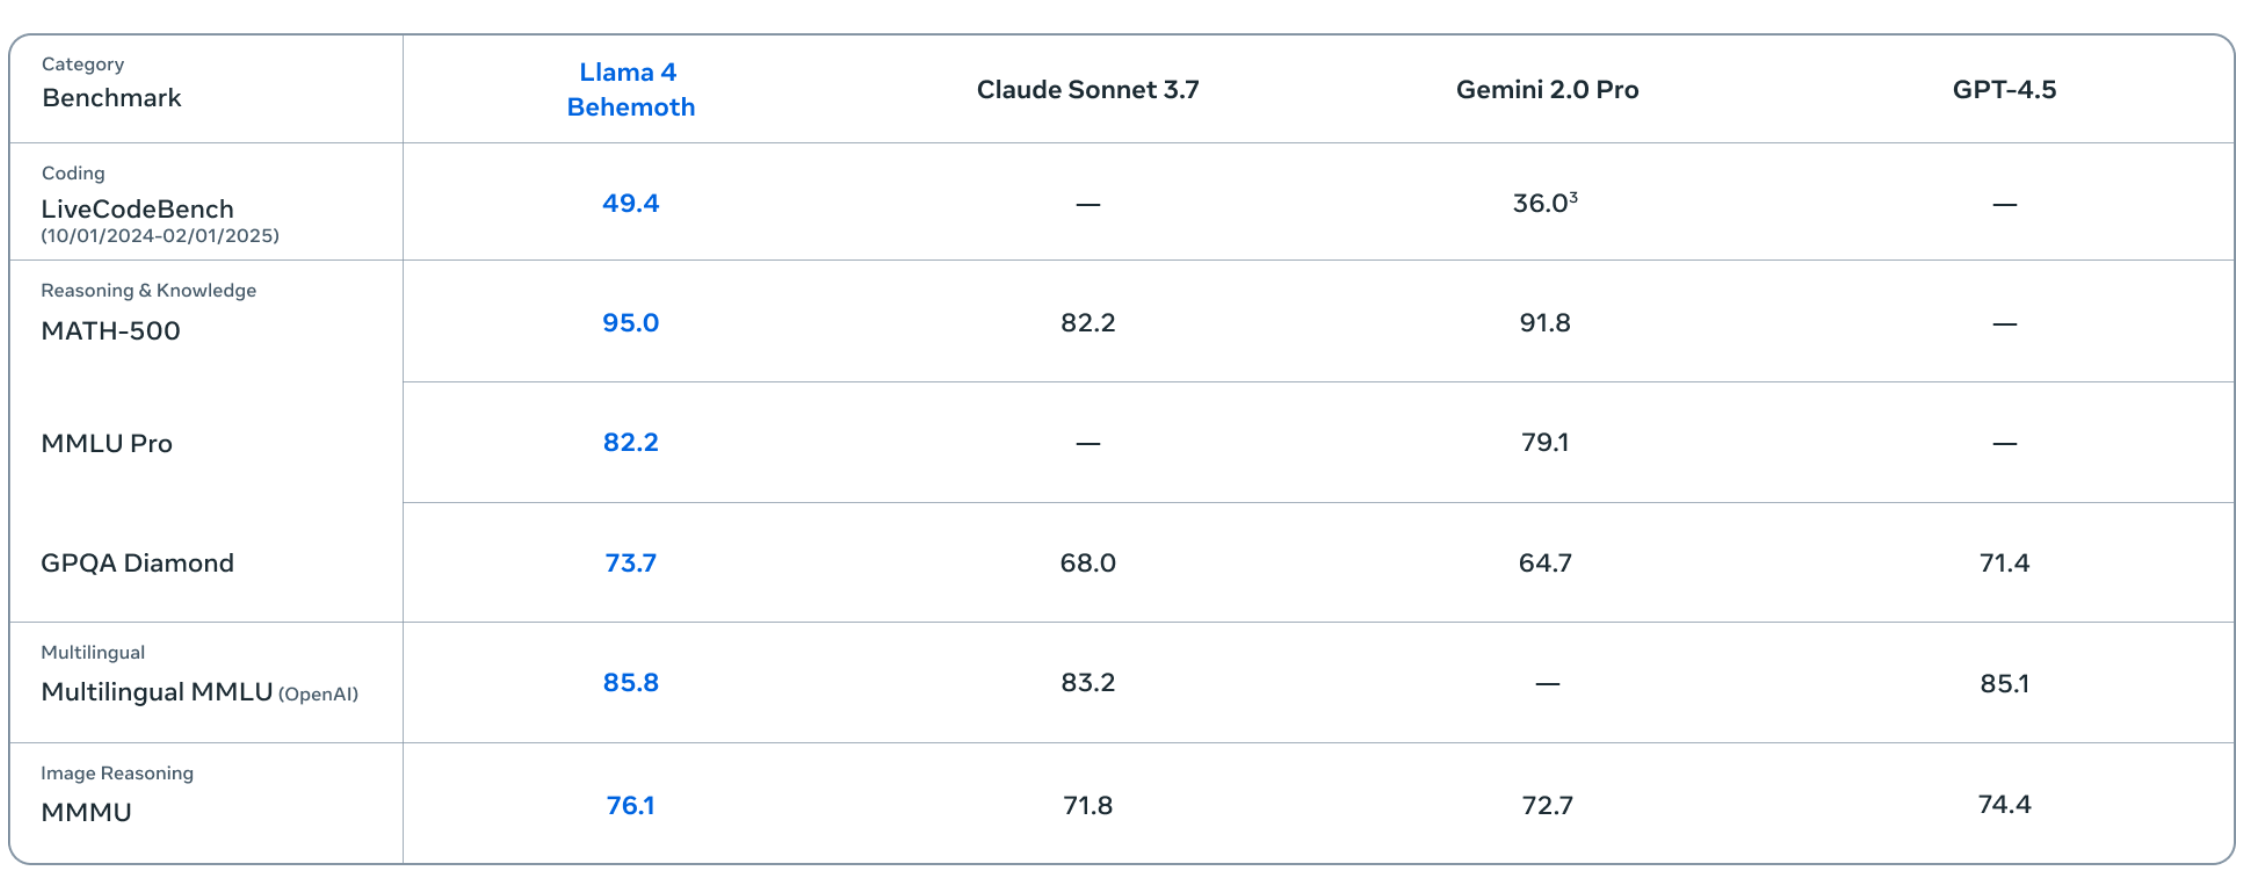 Category
Benchmark
Llama 4
Behemoth
Claude Sonnet 3.7
Gemini 2.0 Pro
GPT-4.5
Coding
LiveCodeBench
(10/01/2024-02/01/2025)
49.4
—
36.0³
—
Reasoning & Knowledge
MATH-500
95.0
82.2
91.8
—
MMLU Pro
82.2
—
79.1
—
GPQA Diamond
73.7
68.0
64.7
71.4
Multilingual
Multilingual MMLU (OpenAI)
85.8
83.2
—
85.1
Image Reasoning
MMMU
76.1
71.8
72.7
74.4